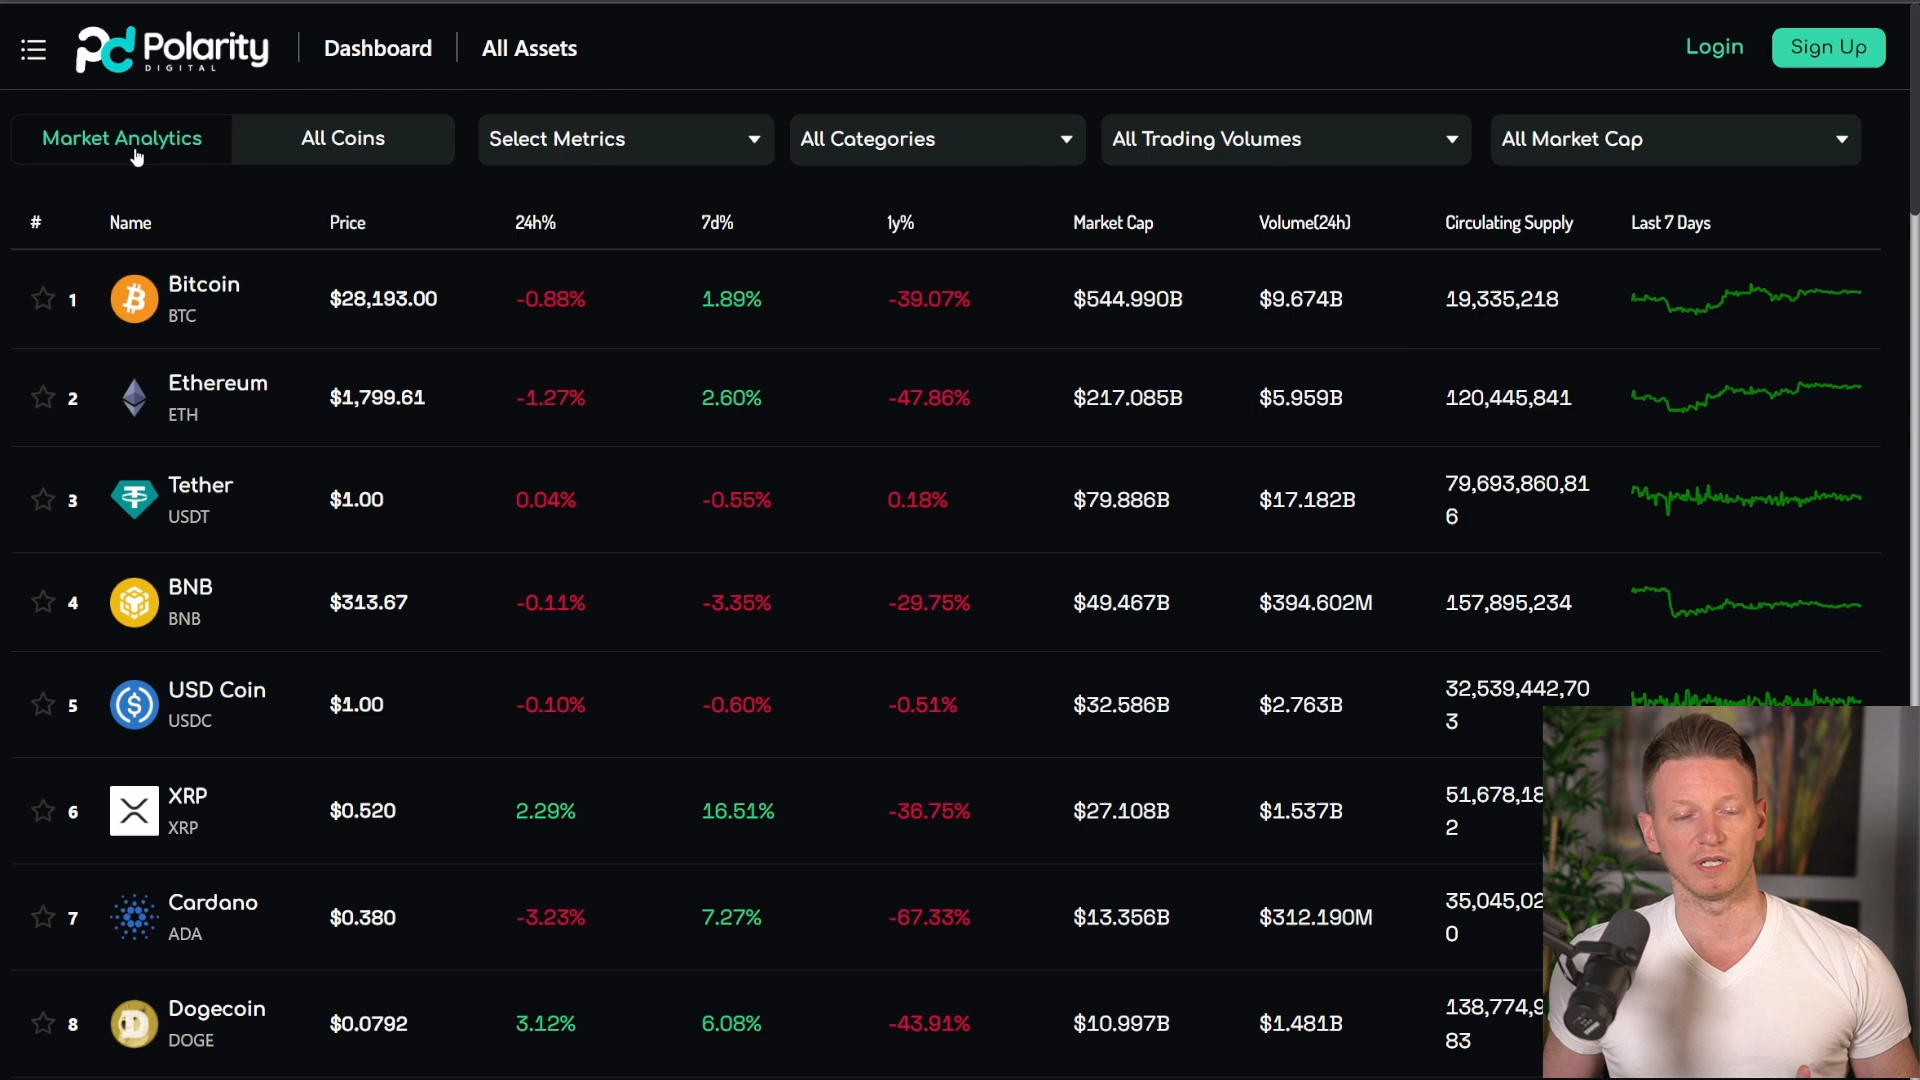 Polarity
DIGITAL
Dashboard
All Assets
Login
Sign Up
Market Analytics
All Coins
Select Metrics
All Categories
All Trading Volumes
All Market Cap
# Name Price 24h% 7d% 1y% Market Cap Volume(24h) Circulating Supply Last 7 Days
1 Bitcoin $28,193.00 -0.88% 1.89% -39.07% $544.990B $9.674B 19,335,218
BTC
2 Ethereum $1,799.61 -1.27% 2.60% -47.86% $217.085B $5.959B 120,445,841
ETH
3 Tether $1.00 0.04% -0.55% 0.18% $79.886B $17.182B 79,693,860,81
USDT 6
4 BNB $313.67 -0.11% -3.35% -29.75% $49.467B $394.602M 157,895,234
BNB
5 USD Coin $1.00 -0.10% -0.60% -0.51% $32.586B $2.763B 32,539,442,70
USDC 3
6 XRP $0.520 2.29% 16.51% -36.75% $27.108B $1.537B 51,678,18
XRP 2
7 Cardano $0.380 -3.23% 7.27% -67.33% $13.356B $312.190M 35,045,02
ADA 0
8 Dogecoin $0.0792 3.12% 6.08% -43.91% $10.997B $1.481B 138,774,9
DOGE 83